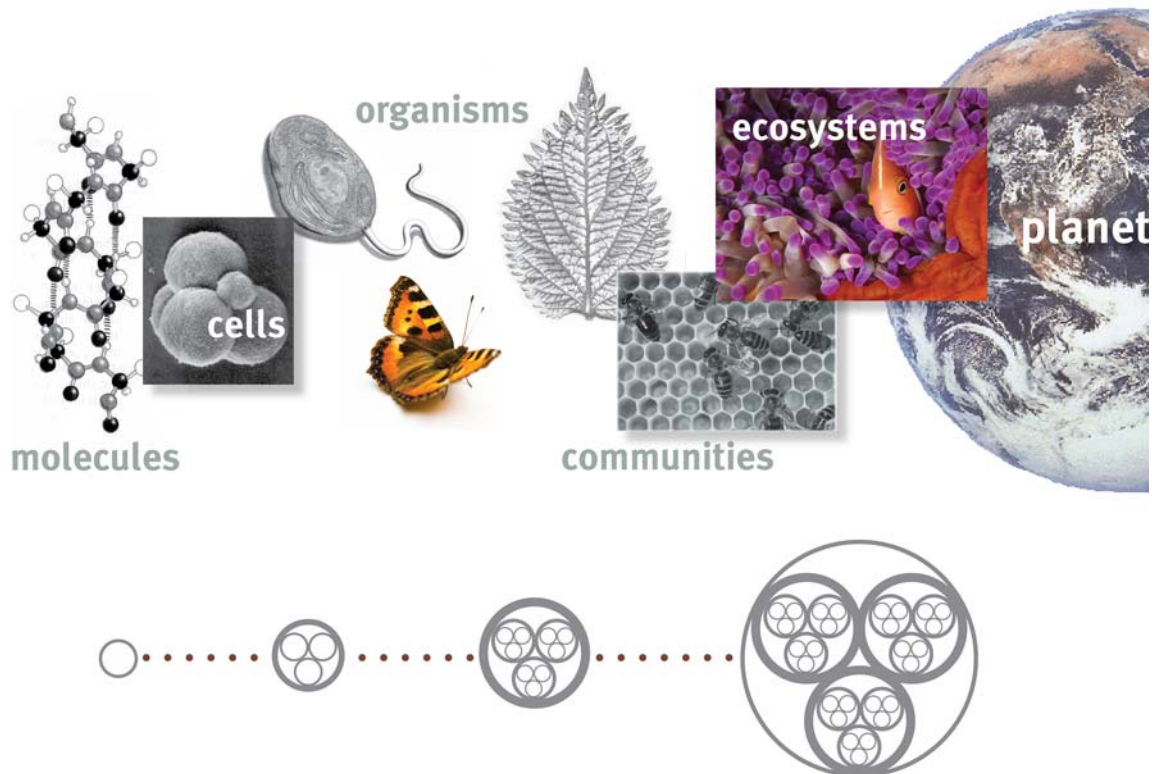 molecules
cells
organisms
communities
ecosystems
planet